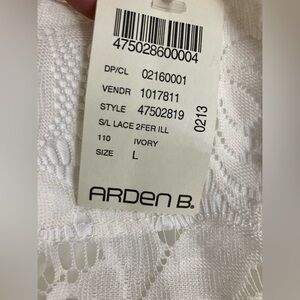 475028600004
DP/CL 02160001
VENDR 1017811
STYLE 47502819
S/L LACE 2FER ILL
110 IVORY
SIZE L
0213
ARDEN B.